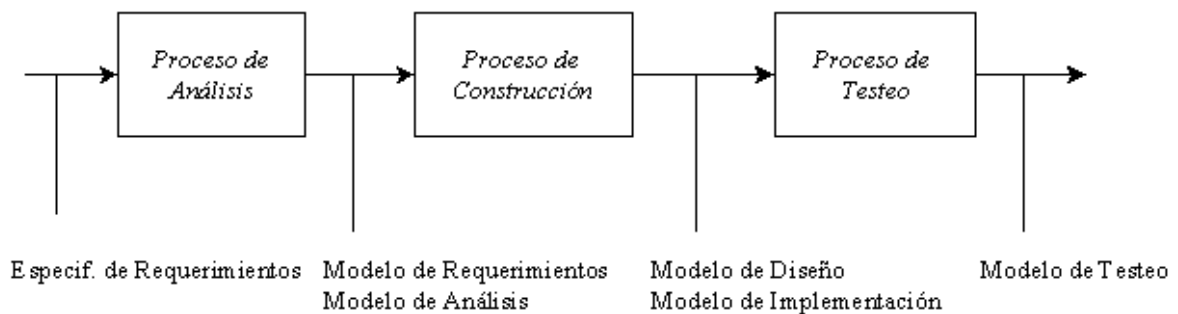 Proceso de
Análisis
Proceso de
Construcción
Proceso de
Testeo
Especif. de Requerimientos
Modelo de Requerimientos
Modelo de Análisis
Modelo de Diseño
Modelo de Implementación
Modelo de Testeo